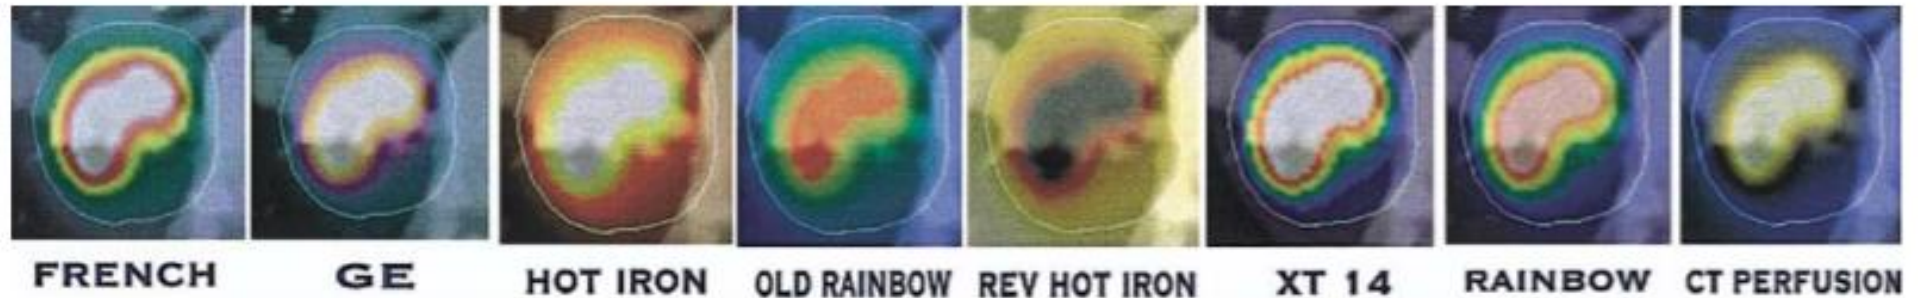 FRENCH GE HOT IRON OLD RAINBOW REV HOT IRON XT 14 RAINBOW CT PERFUSION